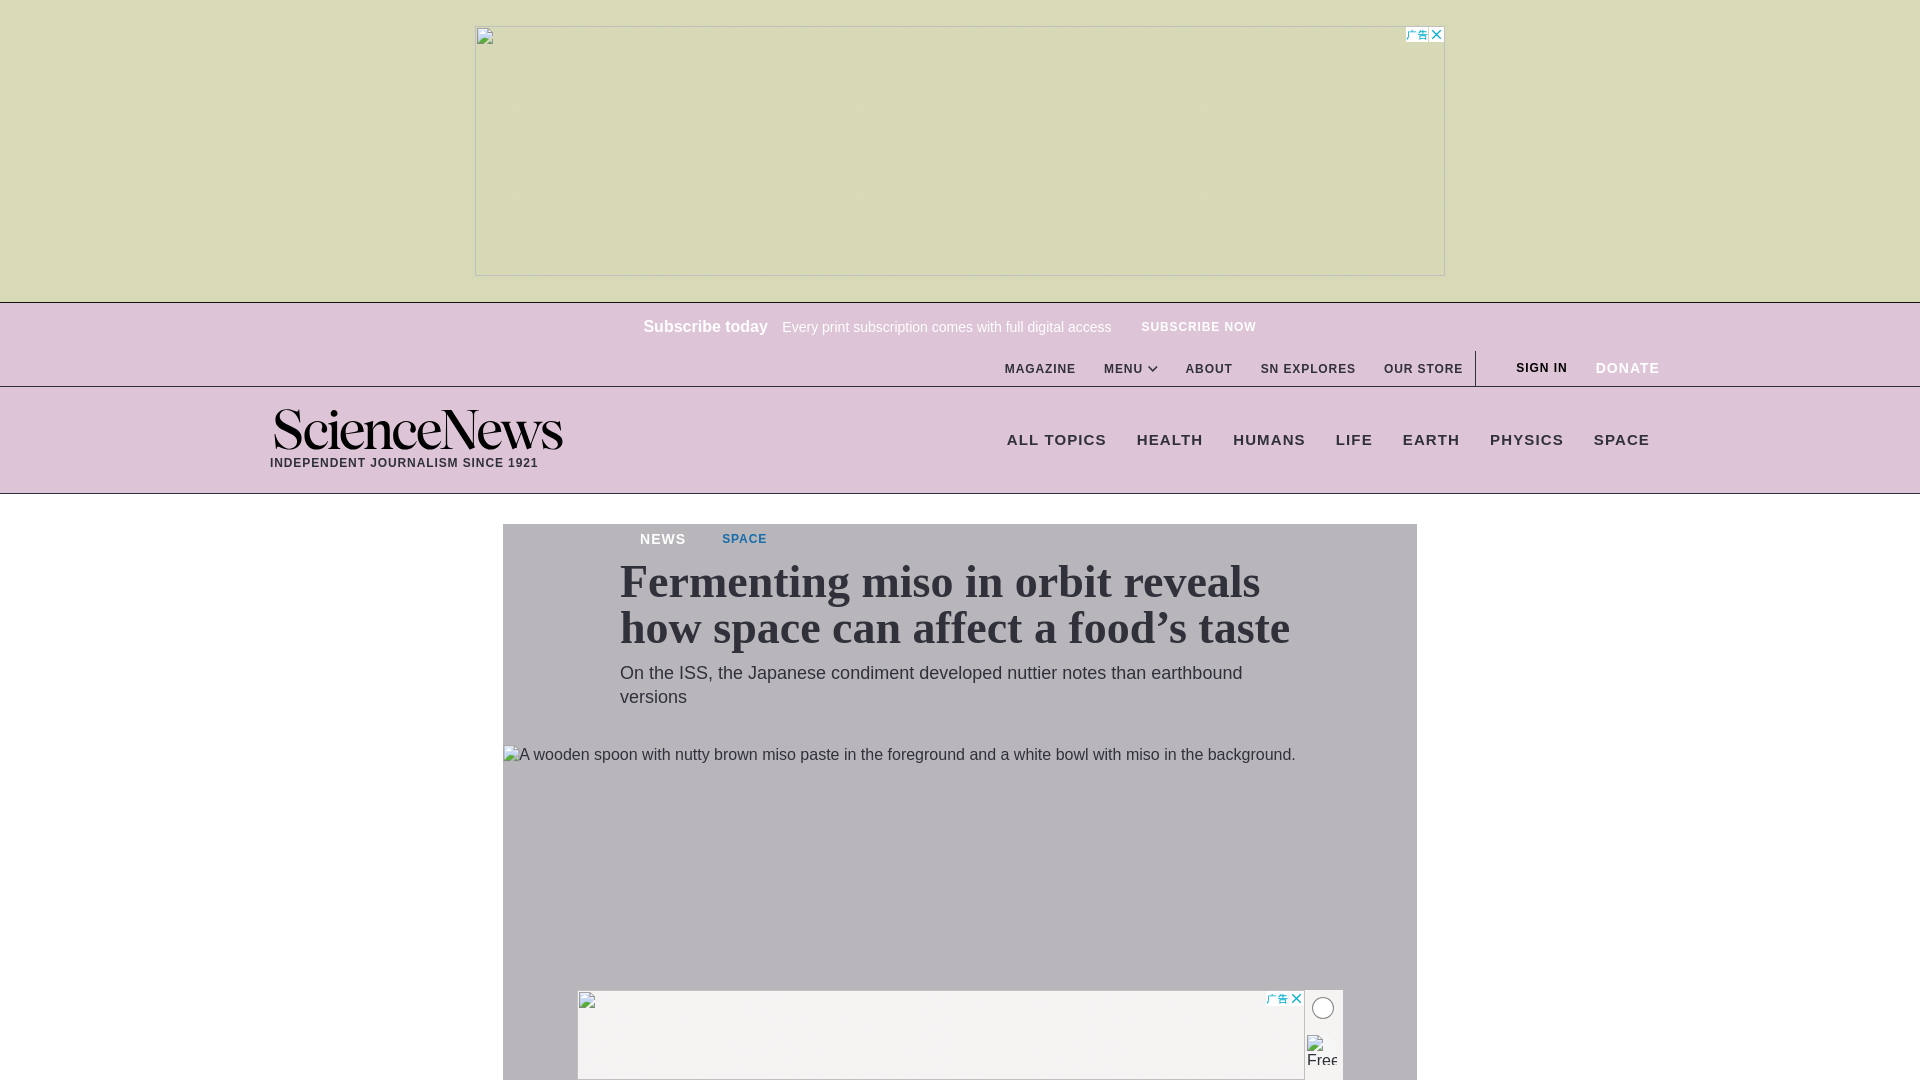 广告
Subscribe today Every print subscription comes with full digital access SUBSCRIBE NOW
MAGAZINE MENU ABOUT SN EXPLORES OUR STORE SIGN IN DONATE
ScienceNews
INDEPENDENT JOURNALISM SINCE 1921
ALL TOPICS HEALTH HUMANS LIFE EARTH PHYSICS SPACE
NEWS SPACE
Fermenting miso in orbit reveals
how space can affect a food’s taste
On the ISS, the Japanese condiment developed nuttier notes than earthbound
versions
A wooden spoon with nutty brown miso paste in the foreground and a white bowl with miso in the background.
广告
Free